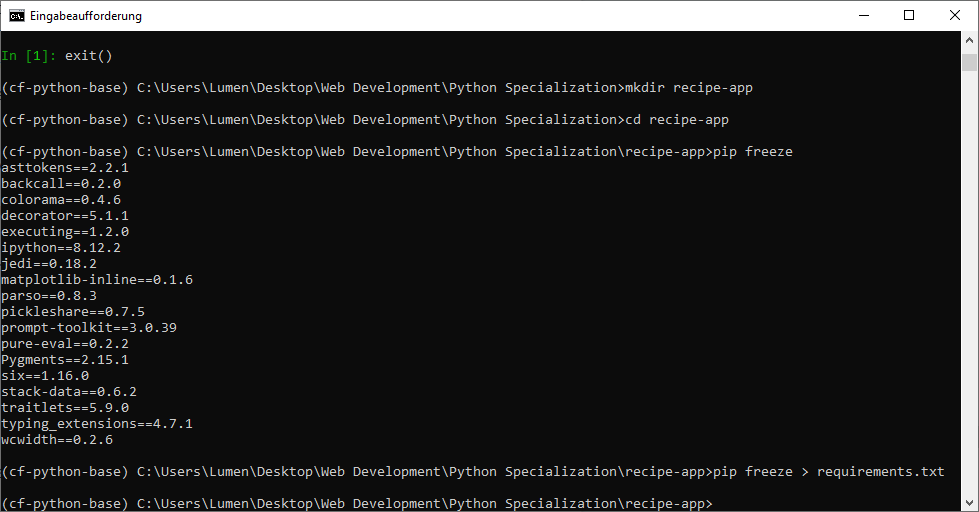 Eingabeaufforderung
In [1]: exit()
(cf-python-base) C:\Users\Lumen\Desktop\Web Development\Python Specialization>mkdir recipe-app
(cf-python-base) C:\Users\Lumen\Desktop\Web Development\Python Specialization>cd recipe-app
(cf-python-base) C:\Users\Lumen\Desktop\Web Development\Python Specialization\recipe-app>pip freeze
asttokens==2.2.1
backcall==0.2.0
colorama==0.4.6
decorator==5.1.1
executing==1.2.0
ipython==8.12.2
jedi==0.18.2
matplotlib-inline==0.1.6
parso==0.8.3
pickleshare==0.7.5
prompt-toolkit==3.0.39
pure-eval==0.2.2
Pygments==2.15.1
six==1.16.0
stack-data==0.6.2
traitlets==5.9.0
typing_extensions==4.7.1
wcwidth==0.2.6
(cf-python-base) C:\Users\Lumen\Desktop\Web Development\Python Specialization\recipe-app>pip freeze > requirements.txt
(cf-python-base) C:\Users\Lumen\Desktop\Web Development\Python Specialization\recipe-app>